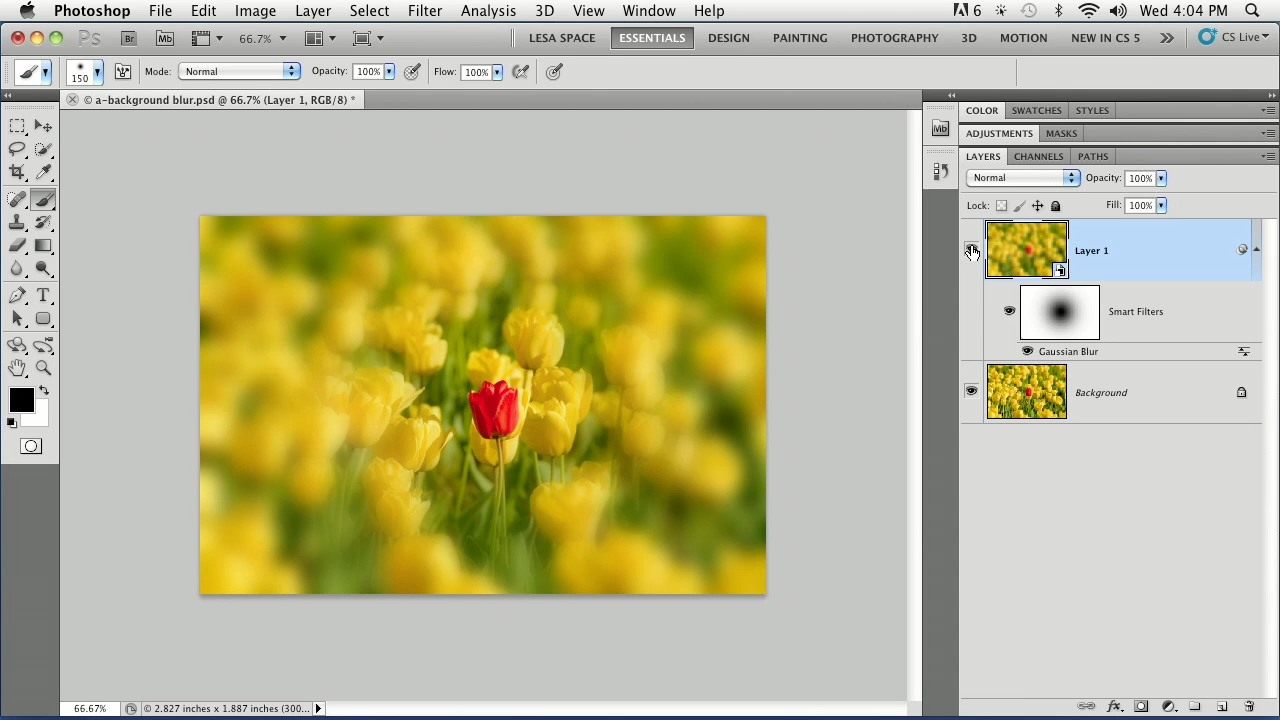 Photoshop File Edit Image Layer Select Filter Analysis 3D View Window Help 6 Wed 4:04 PM
Ps Br Mb 66.7% LESA SPACE ESSENTIALS DESIGN PAINTING PHOTOGRAPHY 3D MOTION NEW IN CS 5 CS Live
150 Mode: Normal Opacity: 100% Flow: 100%
© a-background blur.psd @ 66.7% (Layer 1, RGB/8) *
COLOR SWATCHES STYLES
Mb
ADJUSTMENTS MASKS
LAYERS CHANNELS PATHS
Normal Opacity: 100%
Lock: Fill: 100%
Layer 1
Smart Filters
Gaussian Blur
Background
T
66.67% © 2.827 inches x 1.887 inches (300...
fx